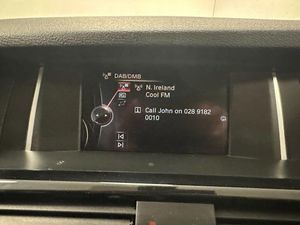 DAB/DMB
N. Ireland
Cool FM
Call John on 028 9182
0010